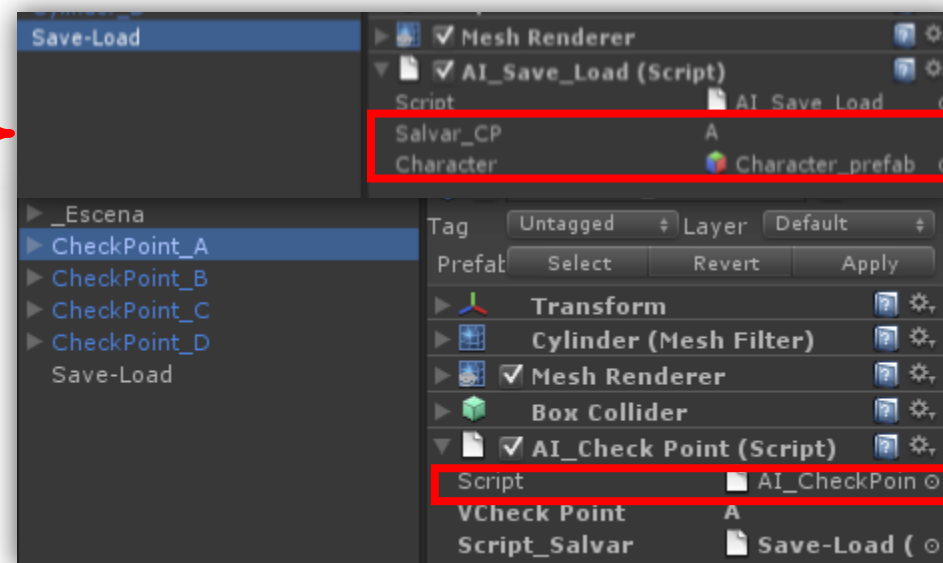 Save-Load
Mesh Renderer
AI_Save_Load (Script)
Script AI_Save_Load
Salvar_CP A
Character Character_prefab
_Escena
CheckPoint_A
CheckPoint_B
CheckPoint_C
CheckPoint_D
Save-Load
Tag Untagged Layer Default
Prefab Select Revert Apply
Transform
Cylinder (Mesh Filter)
Mesh Renderer
Box Collider
AI_Check Point (Script)
Script AI_CheckPoin
VCheck Point A
Script_Salvar Save-Load (